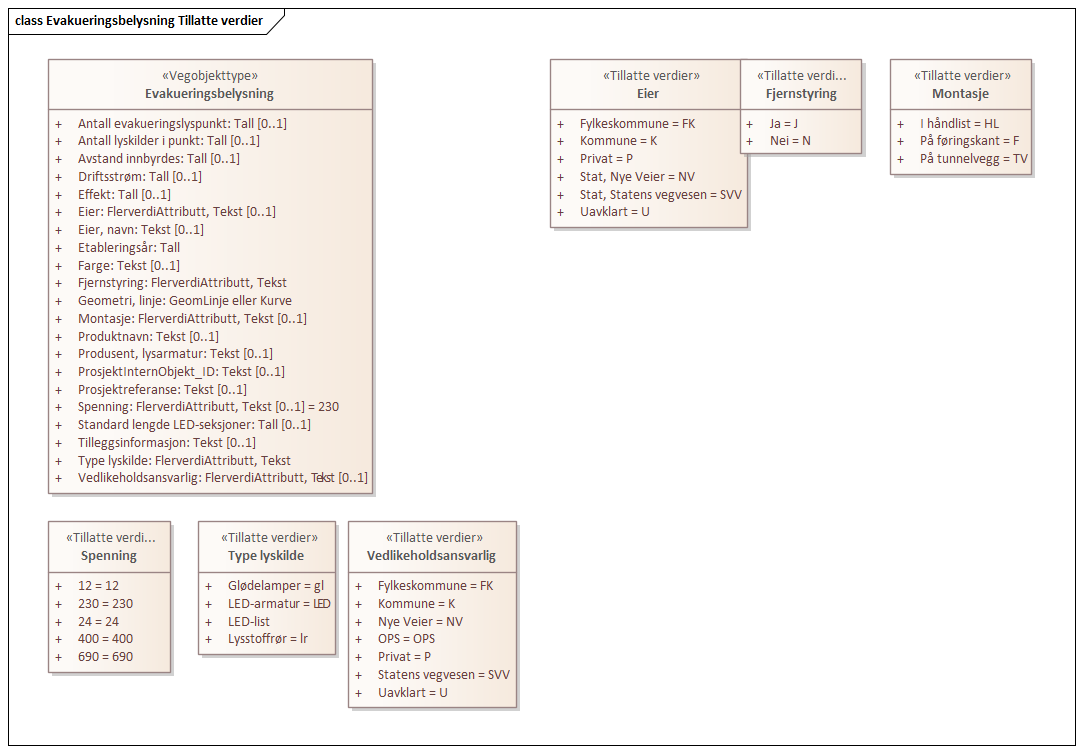 class Evakueringsbelysning Tillatte verdier
«Vegobjekttype»
Evakueringsbelysning
+ Antall evakueringslyspunkt: Tall [0..1]
+ Antall lyskilder i punkt: Tall [0..1]
+ Avstand innbyrdes: Tall [0..1]
+ Driftsstrøm: Tall [0..1]
+ Effekt: Tall [0..1]
+ Eier: FlerverdiAttributt, Tekst [0..1]
+ Eier, navn: Tekst [0..1]
+ Etableringsår: Tall
+ Farge: Tekst [0..1]
+ Fjernstyring: FlerverdiAttributt, Tekst
+ Geometri, linje: GeomLinje eller Kurve
+ Montasje: FlerverdiAttributt, Tekst [0..1]
+ Produktnavn: Tekst [0..1]
+ Produsent, lysarmatur: Tekst [0..1]
+ ProsjektInternObjekt_ID: Tekst [0..1]
+ Prosjektreferanse: Tekst [0..1]
+ Spenning: FlerverdiAttributt, Tekst [0..1] = 230
+ Standard lengde LED-seksjoner: Tall [0..1]
+ Tilleggsinformasjon: Tekst [0..1]
+ Type lyskilde: FlerverdiAttributt, Tekst
+ Vedlikeholdsansvarlig: FlerverdiAttributt, Tekst [0..1]
«Tillatte verdier»
Eier
+ Fylkeskommune = FK
+ Kommune = K
+ Privat = P
+ Stat, Nye Veier = NV
+ Stat, Statens vegvesen = SVV
+ Uavklart = U
«Tillatte verdi...
Fjernstyring
+ Ja = J
+ Nei = N
«Tillatte verdier»
Montasje
+ I håndlist = HL
+ På føringskant = F
+ På tunnelvegg = TV
«Tillatte verdi...
Spenning
+ 12 = 12
+ 230 = 230
+ 24 = 24
+ 400 = 400
+ 690 = 690
«Tillatte verdier»
Type lyskilde
+ Glødelamper = gl
+ LED-armatur = LED
+ LED-list
+ Lysstoffrør = lr
«Tillatte verdier»
Vedlikeholdsansvarlig
+ Fylkeskommune = FK
+ Kommune = K
+ Nye Veier = NV
+ OPS = OPS
+ Privat = P
+ Statens vegvesen = SVV
+ Uavklart = U